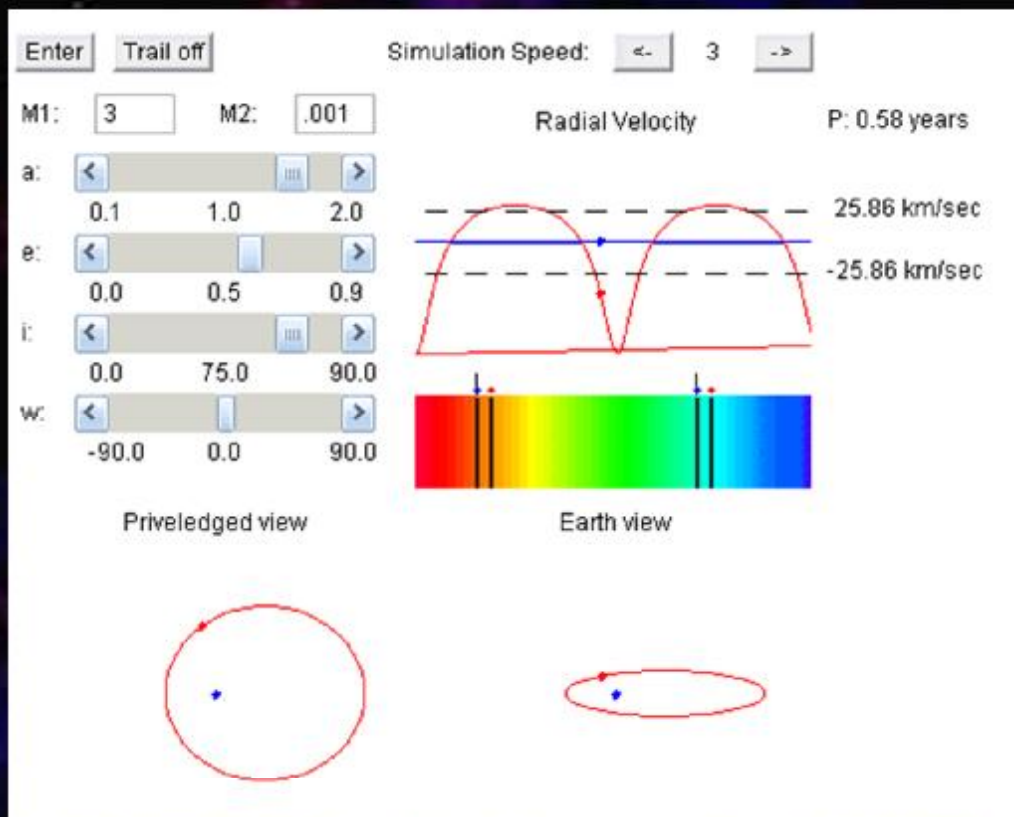 Enter Trail off Simulation Speed: <- 3 ->
M1: 3 M2: .001 Radial Velocity P: 0.58 years
a:
0.1 1.0 2.0 25.86 km/sec
e:
0.0 0.5 0.9 -25.86 km/sec
i:
0.0 75.0 90.0
w:
-90.0 0.0 90.0
Priveledged view Earth view